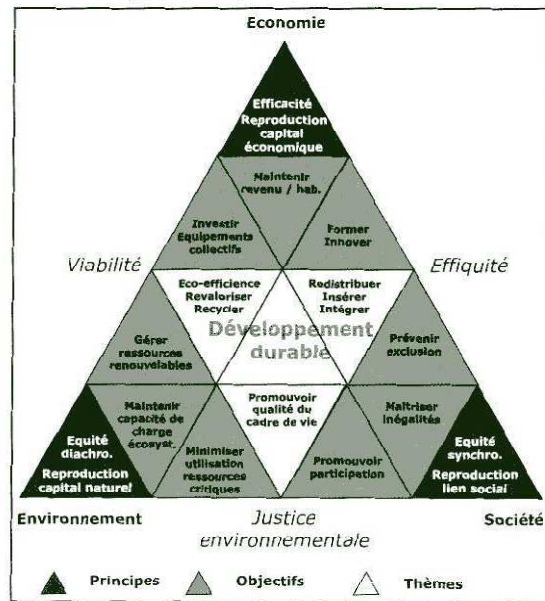 Economie
Efficacité
Reproduction
capital
économique
Maintenir
revenu / hab.
Investir
Equipements
collectifs
Former
Innover
Viabilité
Effiquité
Eco-efficience
Revaloriser
Recycler
Redistribuer
Insérer
Intégrer
Développement
durable
Gérer
ressources
renouvelables
Prévenir
exclusion
Maintenir
capacité de
charge
écosyst.
Promouvoir
qualité du
cadre de vie
Maîtriser
inégalités
Equité
diachro.
Reproduction
capital naturel
Minimiser
utilisation
ressources
critiques
Promouvoir
participation
Equité
synchro.
Reproduction
lien social
Environnement
Justice
environnementale
Société
Principes
Objectifs
Thèmes